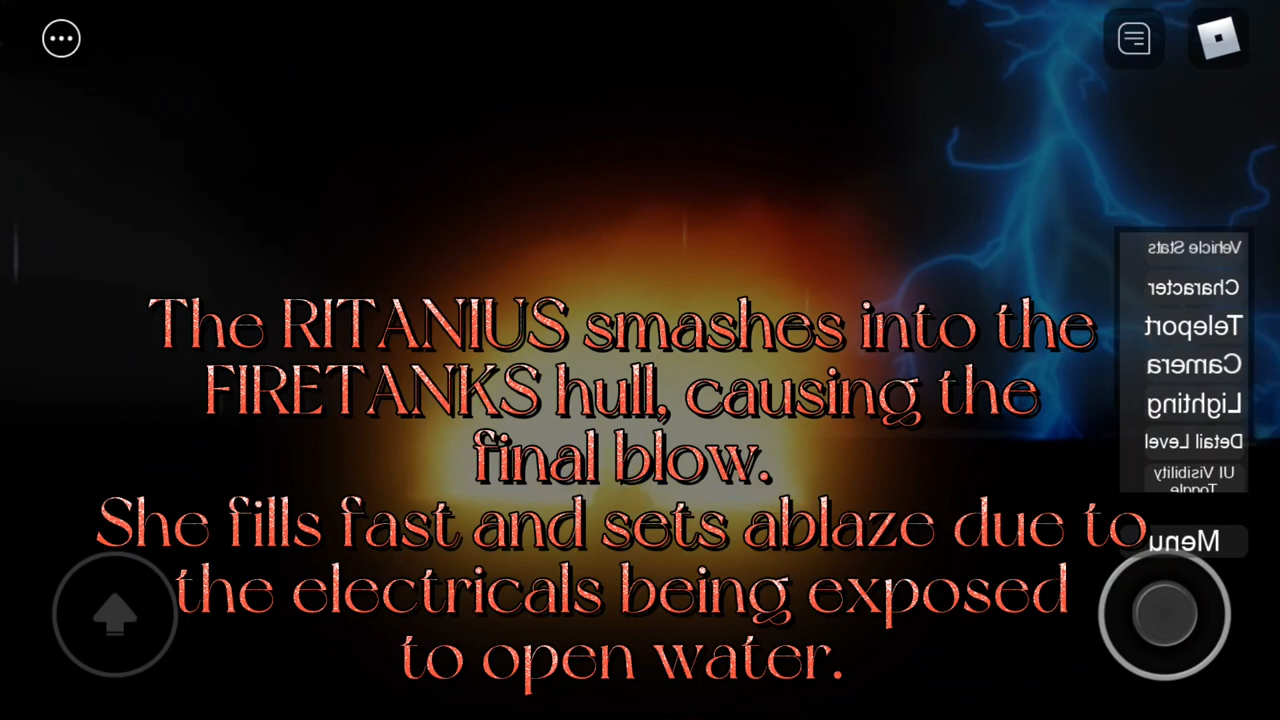 The RITANIUS smashes into the
FIRETANKS hull, causing the
final blow.
She fills fast and sets ablaze due to
the electricals being exposed
to open water.
Vehicle Stats
Character
Teleport
Camera
Lighting
Detail Level
UI Visibility
Toggle
Menu